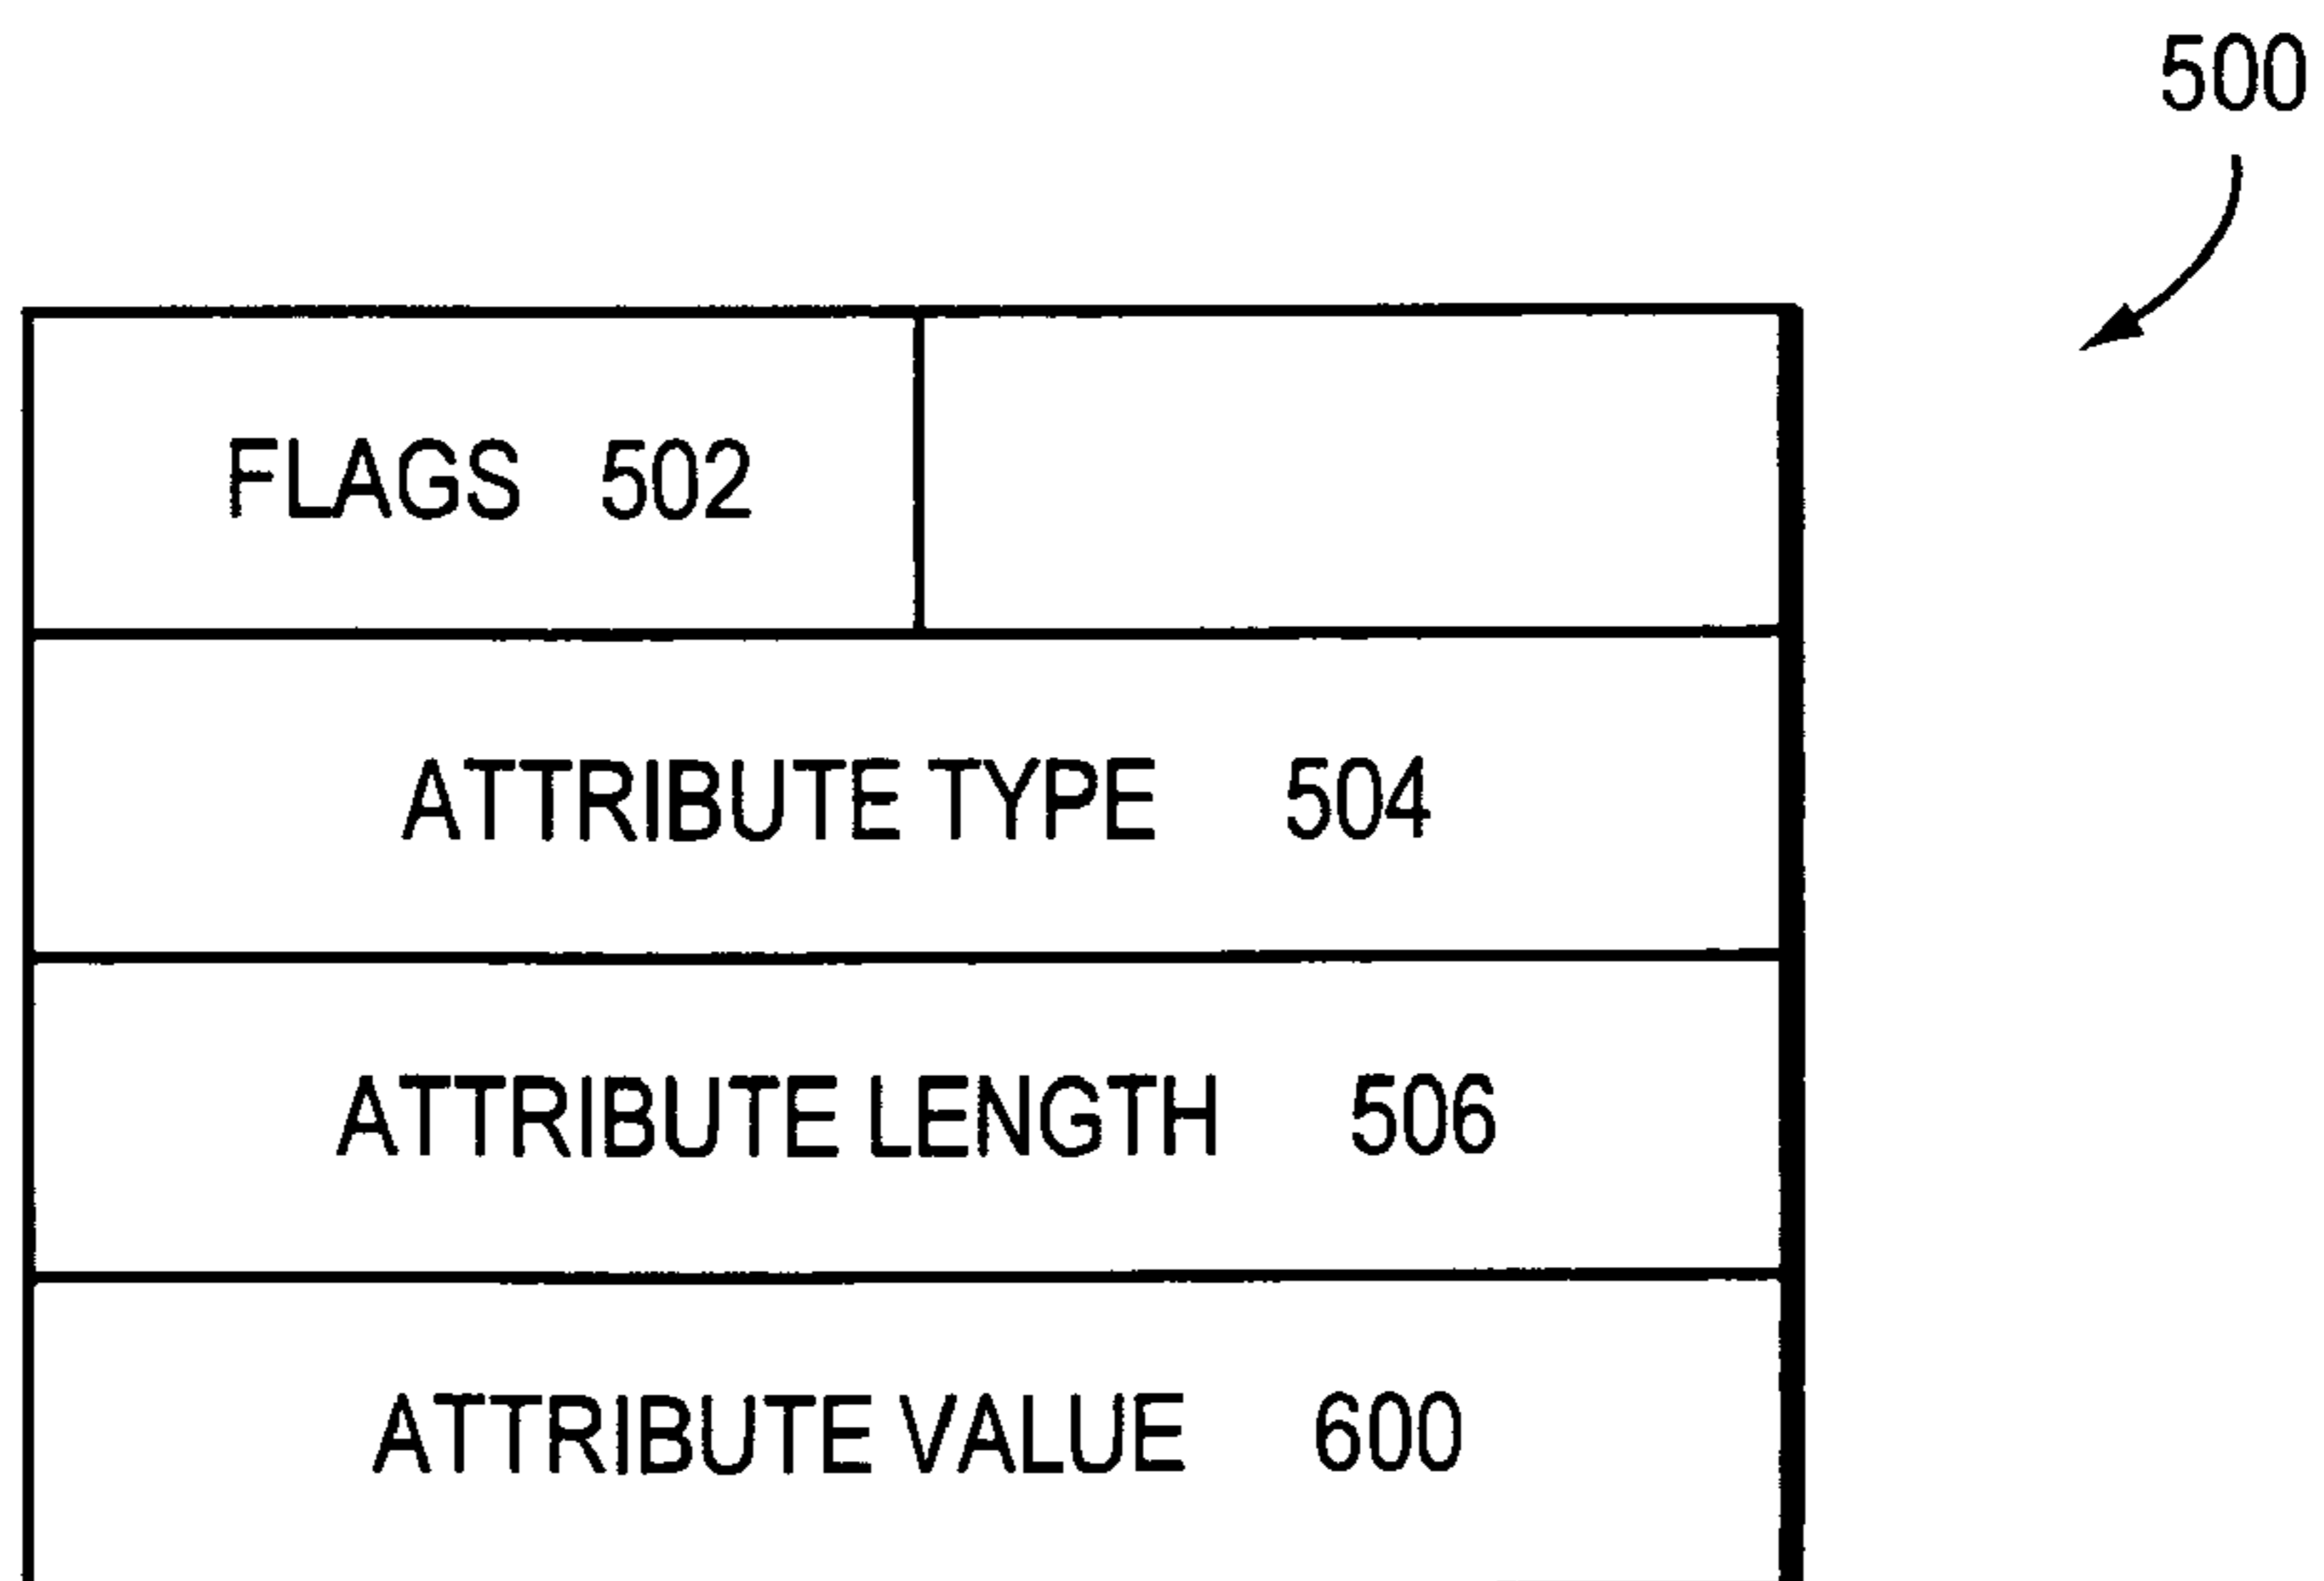 500
FLAGS 502
ATTRIBUTE TYPE 504
ATTRIBUTE LENGTH 506
ATTRIBUTE VALUE 600